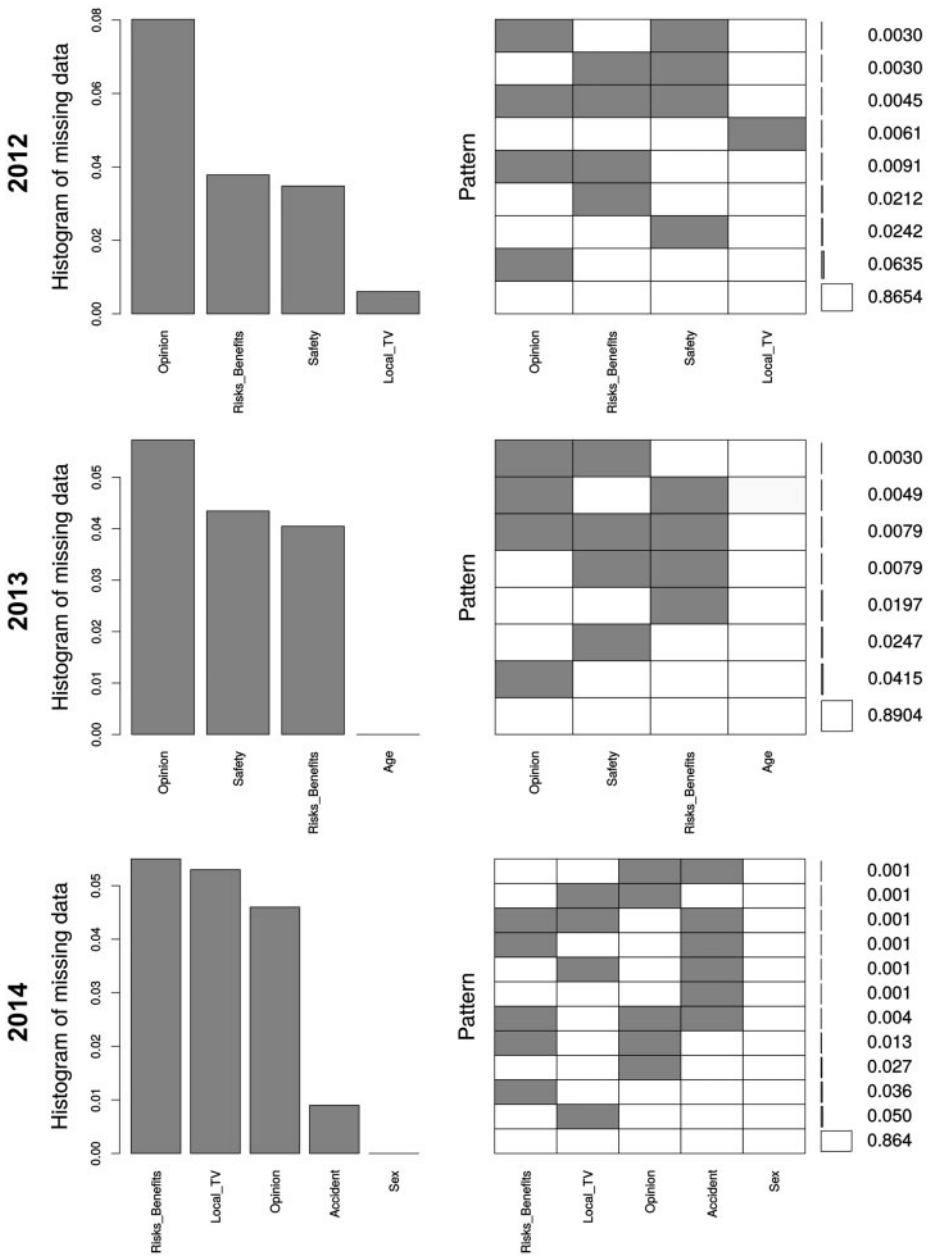 2012
Histogram of missing data
0.00
0.02
0.04
0.06
0.08
Opinion
Risks_Benefits
Safety
Local_TV
Pattern
0.0030
0.0030
0.0045
0.0061
0.0091
0.0212
0.0242
0.0635
0.8654
Opinion
Risks_Benefits
Safety
Local_TV
2013
Histogram of missing data
0.00
0.01
0.02
0.03
0.04
0.05
Opinion
Safety
Risks_Benefits
Age
Pattern
0.0030
0.0049
0.0079
0.0079
0.0197
0.0247
0.0415
0.8904
Opinion
Safety
Risks_Benefits
Age
2014
Histogram of missing data
0.00
0.01
0.02
0.03
0.04
0.05
Risks_Benefits
Local_TV
Opinion
Accident
Sex
Pattern
0.001
0.001
0.001
0.001
0.001
0.001
0.004
0.013
0.027
0.036
0.050
0.864
Risks_Benefits
Local_TV
Opinion
Accident
Sex